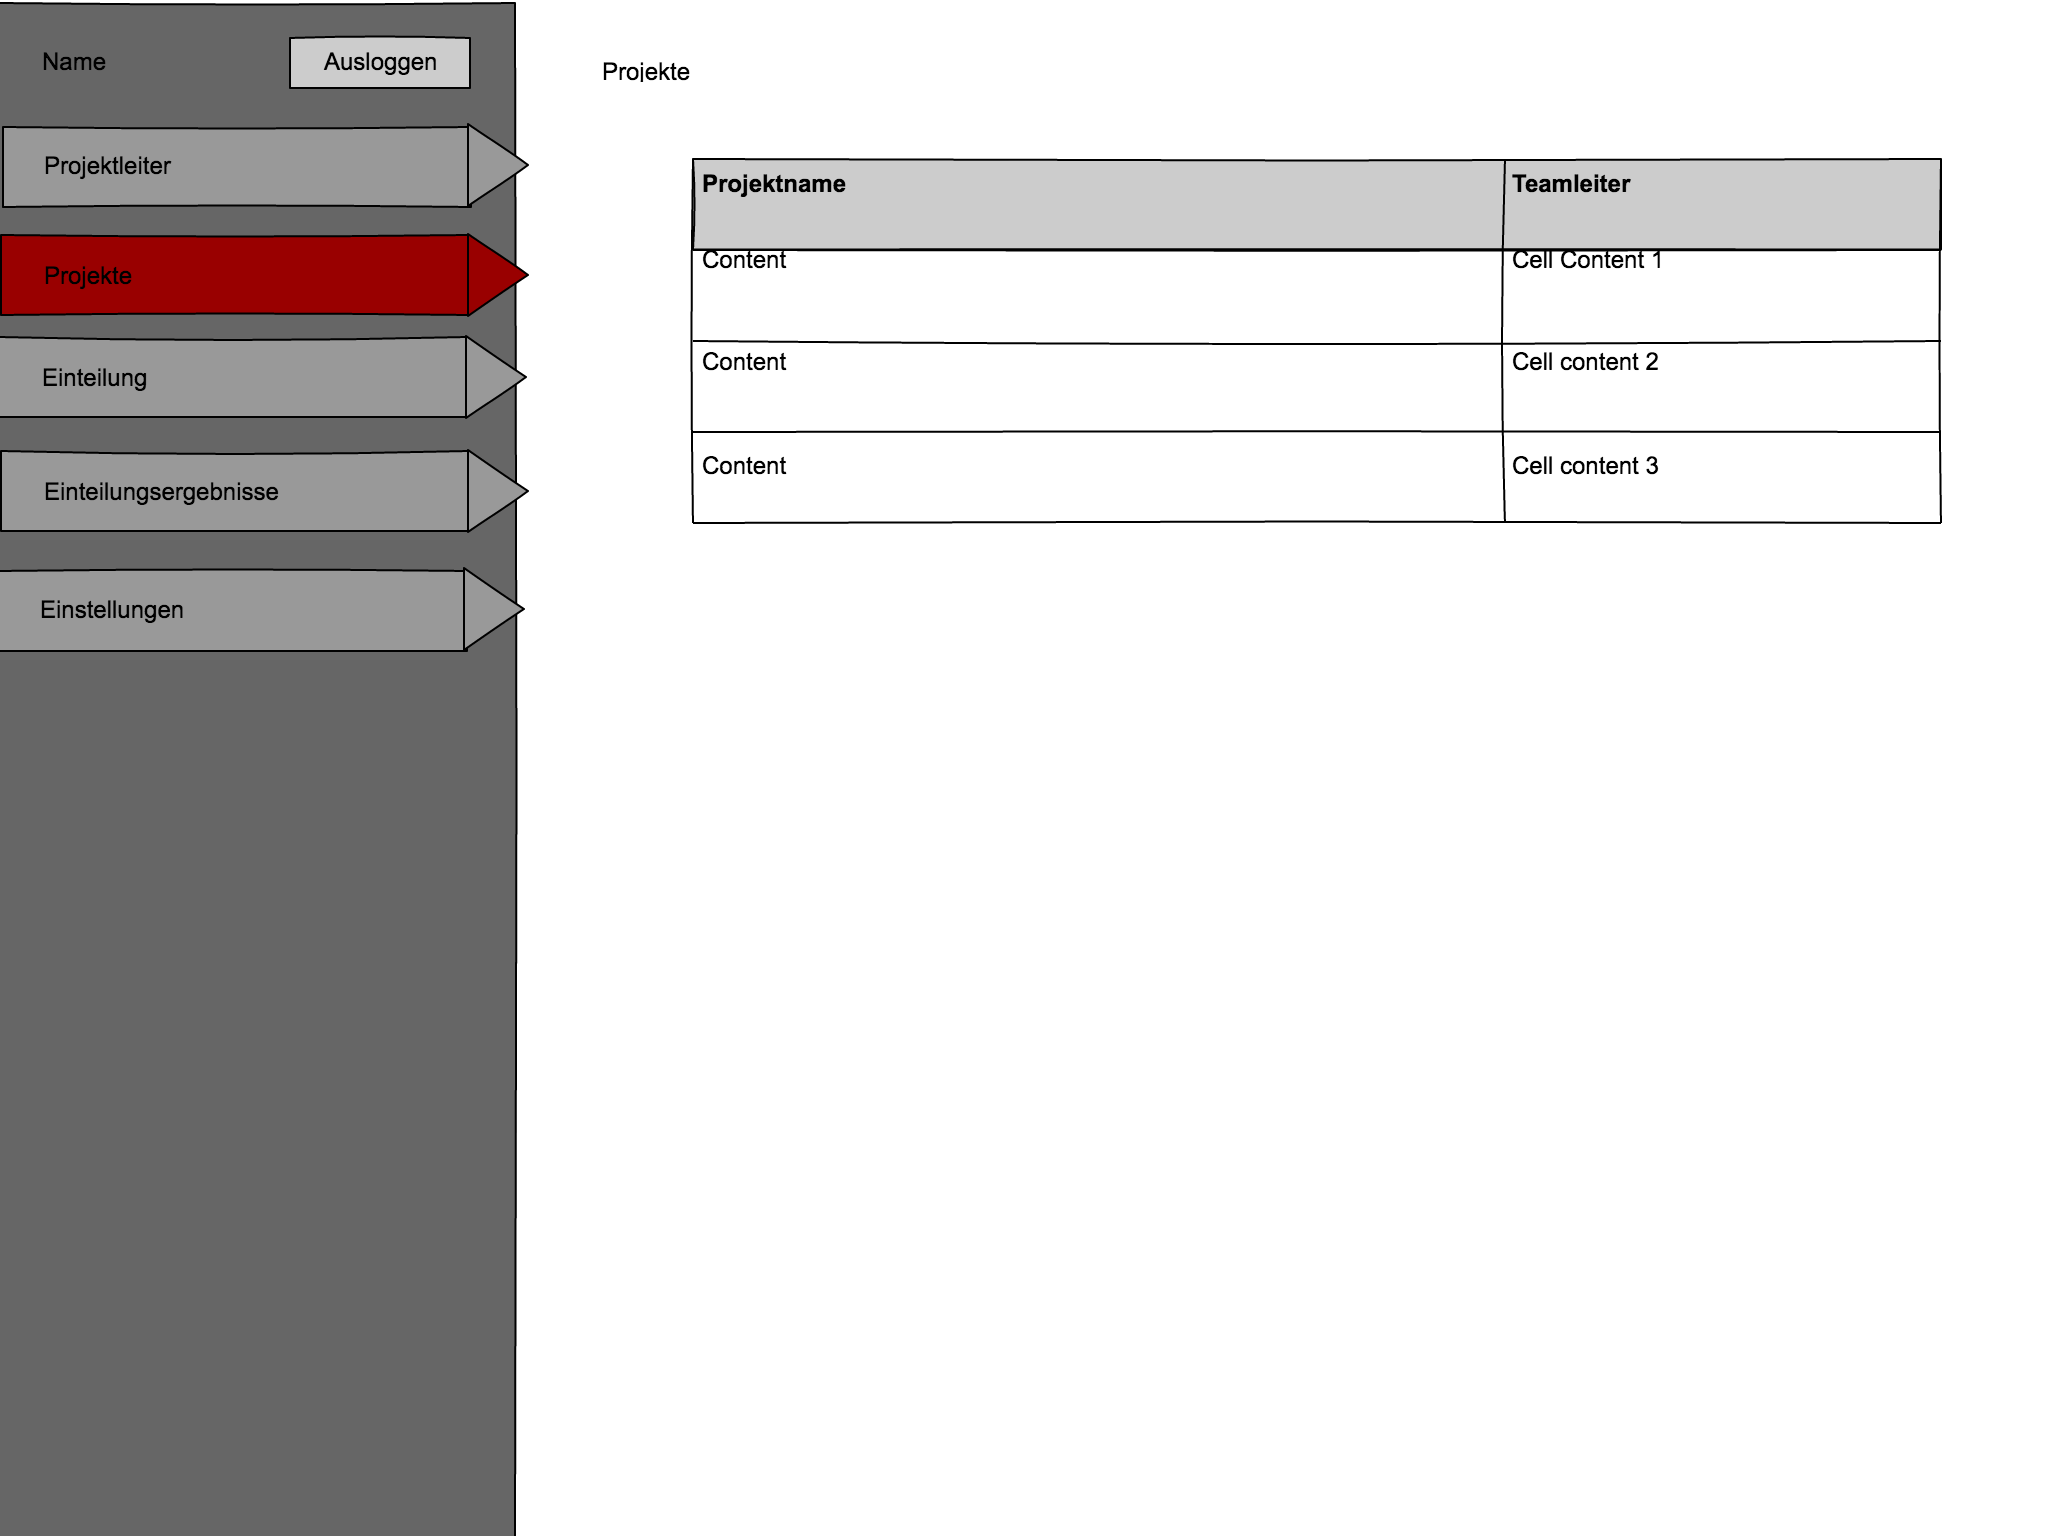 Name
Ausloggen
Projektleiter
Projekte
Einteilung
Einteilungsergebnisse
Einstellungen
Projekte
Projektname Teamleiter
Content Cell Content 1
Content Cell content 2
Content Cell content 3